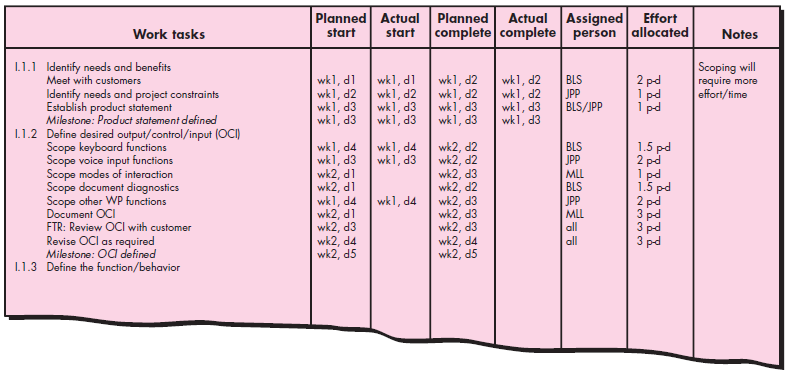 Work tasks Planned start Actual start Planned complete Actual complete Assigned person Effort allocated Notes
I.1.1 Identify needs and benefits Scoping will
Meet with customers wk1, d1 wk1, d1 wk1, d2 wk1, d2 BLS 2 p-d require more
Identify needs and project constraints wk1, d2 wk1, d2 wk1, d2 wk1, d2 JPP 1 p-d effort/time
Establish product statement wk1, d3 wk1, d3 wk1, d3 wk1, d3 BLS/JPP 1 p-d
Milestone: Product statement defined wk1, d3 wk1, d3 wk1, d3 wk1, d3
I.1.2 Define desired output/control/input (OCI)
Scope keyboard functions wk1, d4 wk1, d4 wk2, d2 BLS 1.5 p-d
Scope voice input functions wk1, d3 wk1, d3 wk2, d2 JPP 2 p-d
Scope modes of interaction wk2, d1 wk2, d3 MLL 1 p-d
Scope document diagnostics wk2, d1 wk2, d2 BLS 1.5 p-d
Scope other WP functions wk1, d4 wk1, d4 wk2, d3 JPP 2 p-d
Document OCI wk2, d1 wk2, d3 MLL 3 p-d
FTR: Review OCI with customer wk2, d3 wk2, d3 all 3 p-d
Revise OCI as required wk2, d4 wk2, d4 all 3 p-d
Milestone: OCI defined wk2, d5 wk2, d5
I.1.3 Define the function/behavior